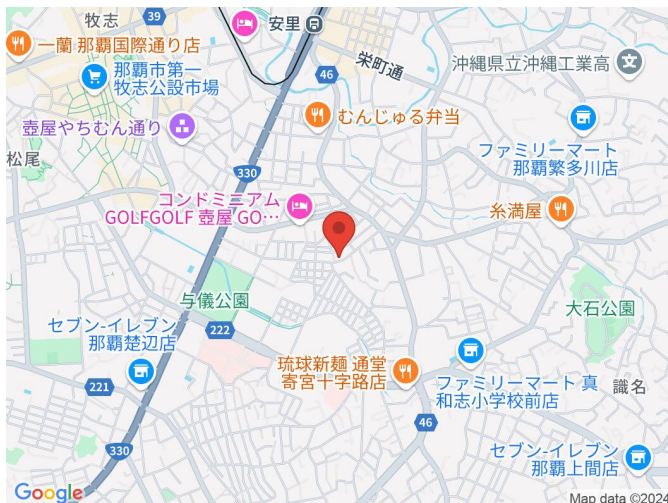 牧志
39
安里
一蘭 那覇国際通り店
那覇市第一
牧志公設市場
46
栄町通
沖縄県立沖縄工業高
むんじゅる弁当
壺屋やちむん通り
松尾
ファミリーマート
那覇繁多川店
330
コンドミニアム
GOLFGOLF 壺屋 GO…
糸満屋
与儀公園
222
大石公園
セブン-イレブン
那覇楚辺店
琉球新麺 通堂
寄宮十字路店
ファミリーマート 真
和志小学校前店
識名
221
46
330
セブン-イレブン
那覇上間店
Google
Map data ©2024